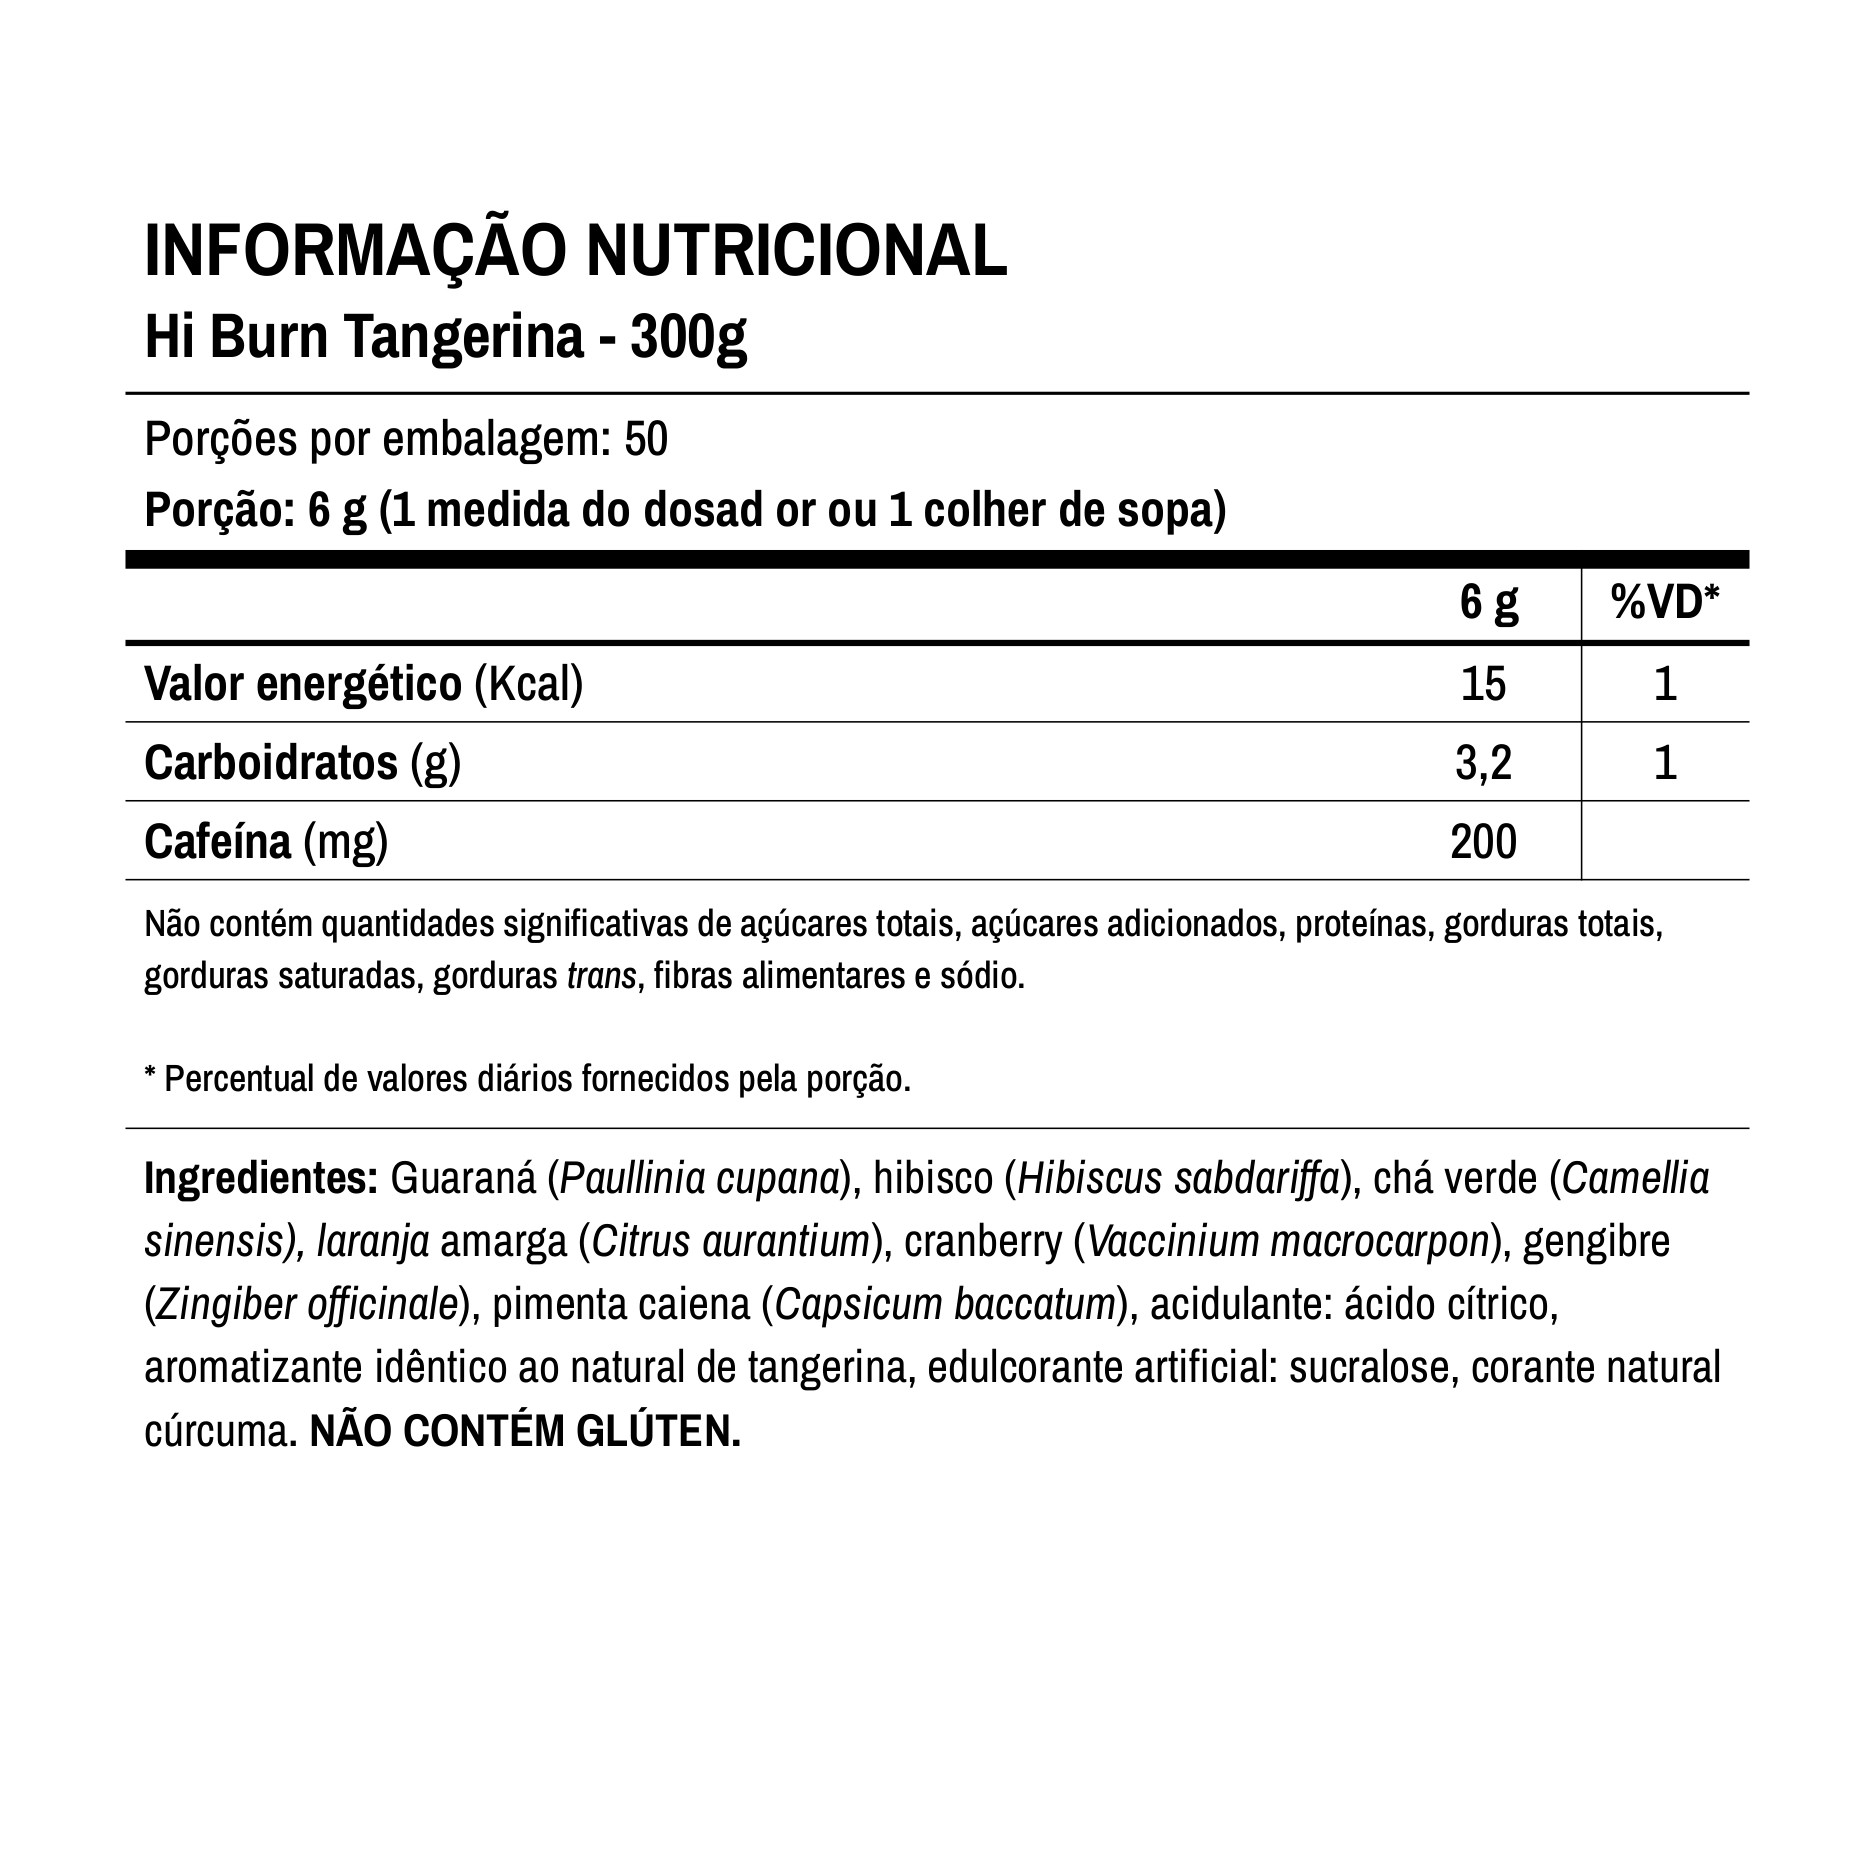 INFORMAÇÃO NUTRICIONAL
Hi Burn Tangerina - 300g
Porções por embalagem: 50
Porção: 6 g (1 medida do dosad or ou 1 colher de sopa)
6 g %VD*
Valor energético (Kcal) 15 1
Carboidratos (g) 3,2 1
Cafeína (mg) 200
Não contém quantidades significativas de açúcares totais, açúcares adicionados, proteínas, gorduras totais,
gorduras saturadas, gorduras trans, fibras alimentares e sódio.
* Percentual de valores diários fornecidos pela porção.
Ingredientes: Guaraná (Paullinia cupana), hibisco (Hibiscus sabdariffa), chá verde (Camellia
sinensis), laranja amarga (Citrus aurantium), cranberry (Vaccinium macrocarpon), gengibre
(Zingiber officinale), pimenta caiena (Capsicum baccatum), acidulante: ácido cítrico,
aromatizante idêntico ao natural de tangerina, edulcorante artificial: sucralose, corante natural
cúrcuma. NÃO CONTÉM GLÚTEN.